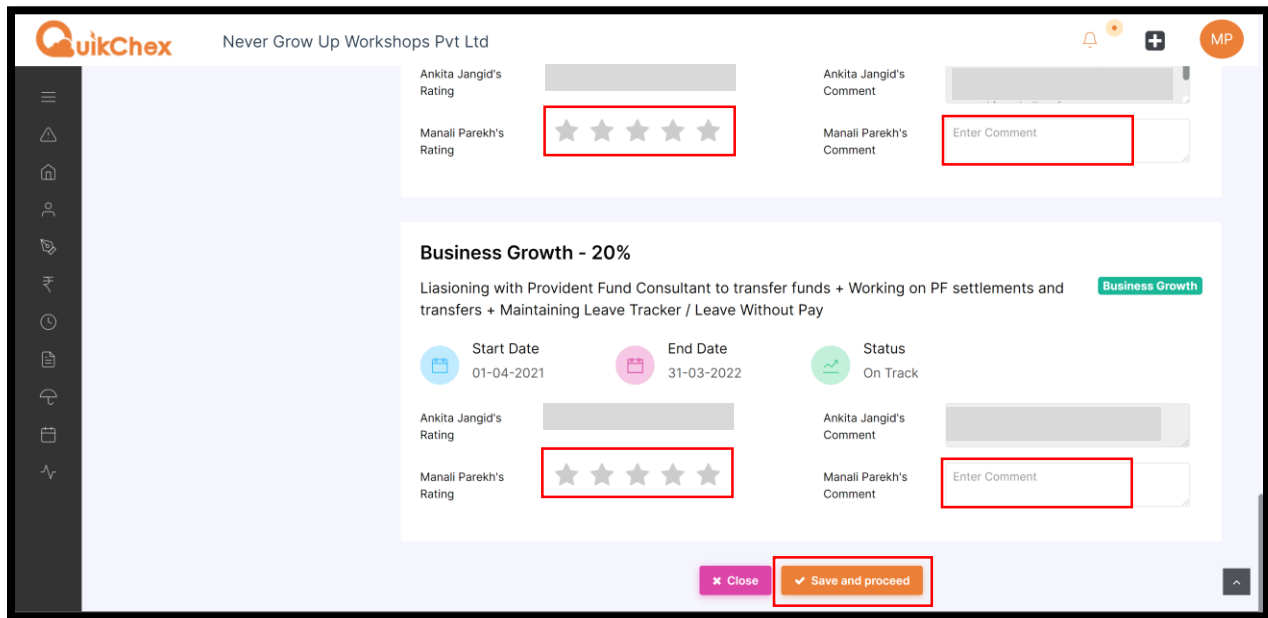 QuikChex
Never Grow Up Workshops Pvt Ltd
MP
Ankita Jangid's
Rating
Ankita Jangid's
Comment
Manali Parekh's
Rating
Manali Parekh's
Comment
Enter Comment
Business Growth - 20%
Liasioning with Provident Fund Consultant to transfer funds + Working on PF settlements and
transfers + Maintaining Leave Tracker / Leave Without Pay
Business Growth
Start Date
01-04-2021
End Date
31-03-2022
Status
On Track
Ankita Jangid's
Rating
Ankita Jangid's
Comment
Manali Parekh's
Rating
Manali Parekh's
Comment
Enter Comment
Close
Save and proceed